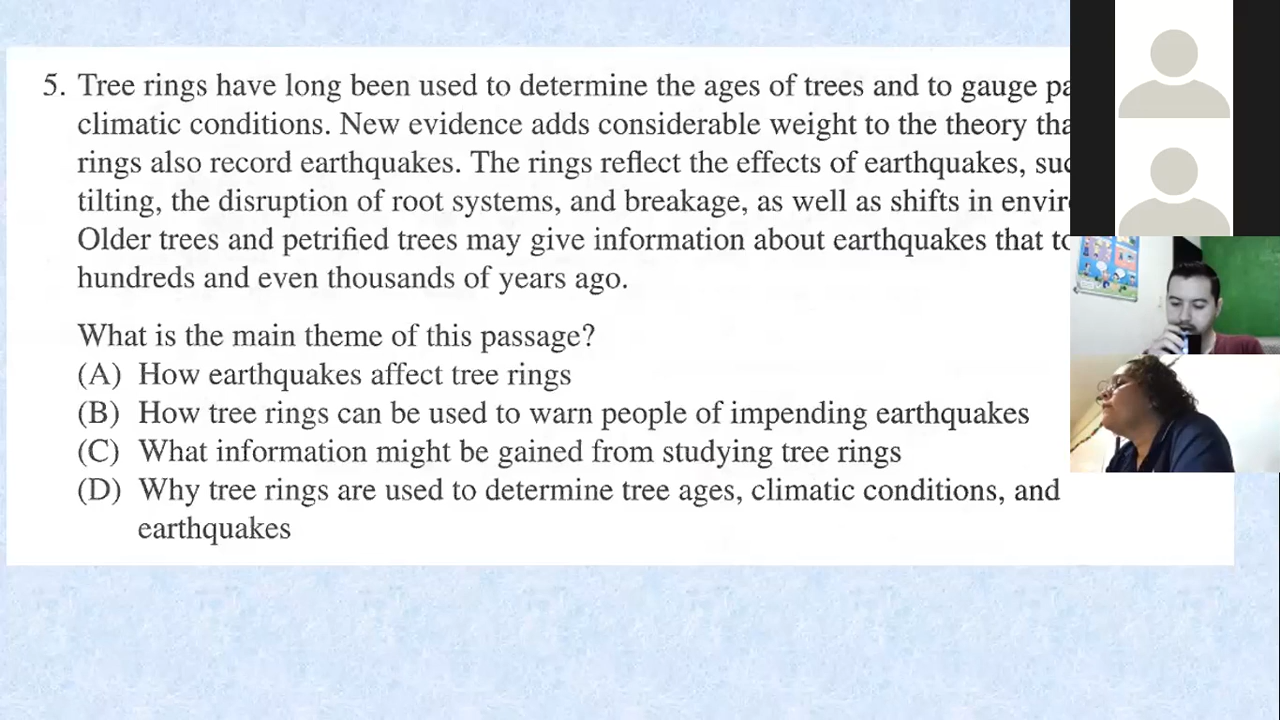 5. Tree rings have long been used to determine the ages of trees and to gauge
climatic conditions. New evidence adds considerable weight to the theory
rings also record earthquakes. The rings reflect the effects of earthquakes,
tilting, the disruption of root systems, and breakage, as well as shifts in
Older trees and petrified trees may give information about earthquakes that
hundreds and even thousands of years ago.
What is the main theme of this passage?
(A) How earthquakes affect tree rings
(B) How tree rings can be used to warn people of impending earthquakes
(C) What information might be gained from studying tree rings
(D) Why tree rings are used to determine tree ages, climatic conditions, and
earthquakes